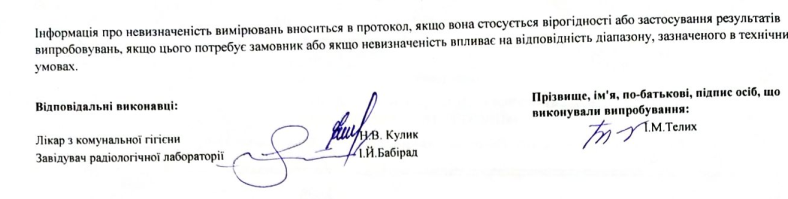 Інформація про невизначеність вимірювань вноситься в протокол, якщо вона стосується вірогідності або застосування результатів
випробовувань, якщо цього потребує замовник або якщо невизначеність впливає на відповідність діапазону, зазначеного в технічни
умовах.
Відповідальні виконавці:
Лікар з комунальної гігієни Н.В. Кулик
Завідувач радіологічної лабораторії І.Й.Бабірад
Прізвище, ім'я, по-батькові, підпис осіб, що
виконували випробування:
І.М.Телих